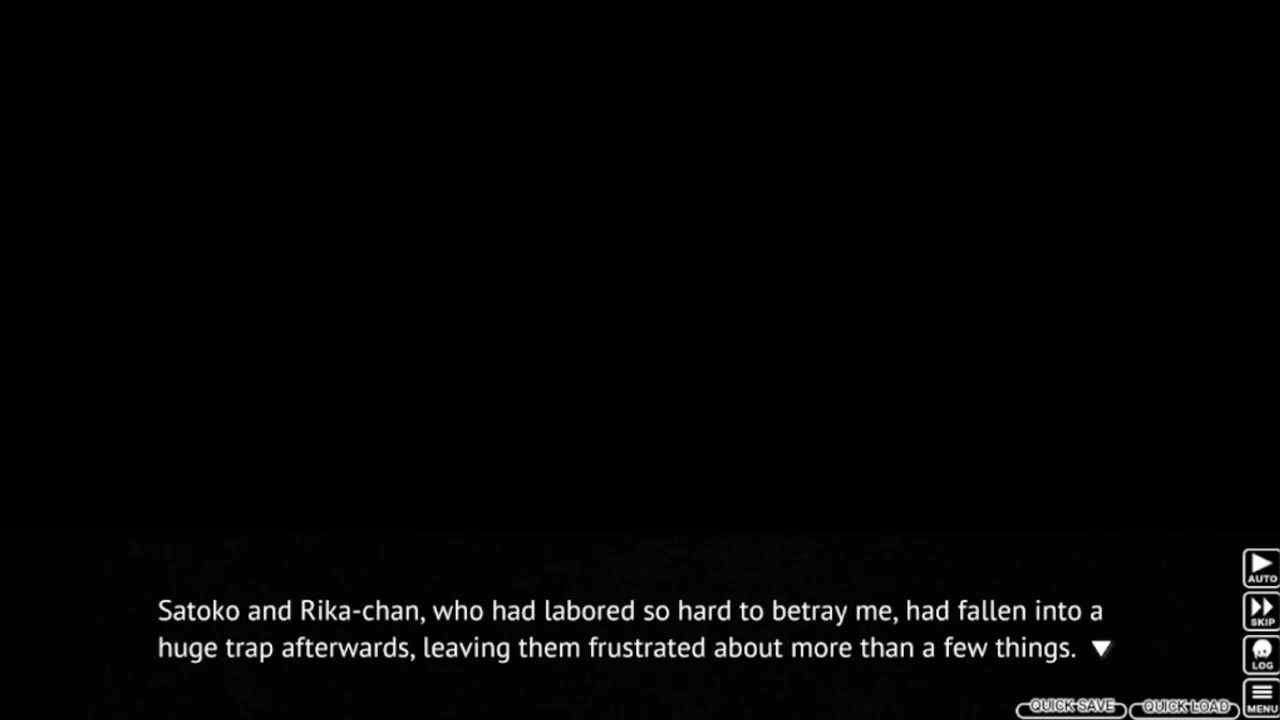 Satoko and Rika-chan, who had labored so hard to betray me, had fallen into a
huge trap afterwards, leaving them frustrated about more than a few things.
AUTO
SKIP
LOG
MENU
QUICK SAVE
QUICK LOAD